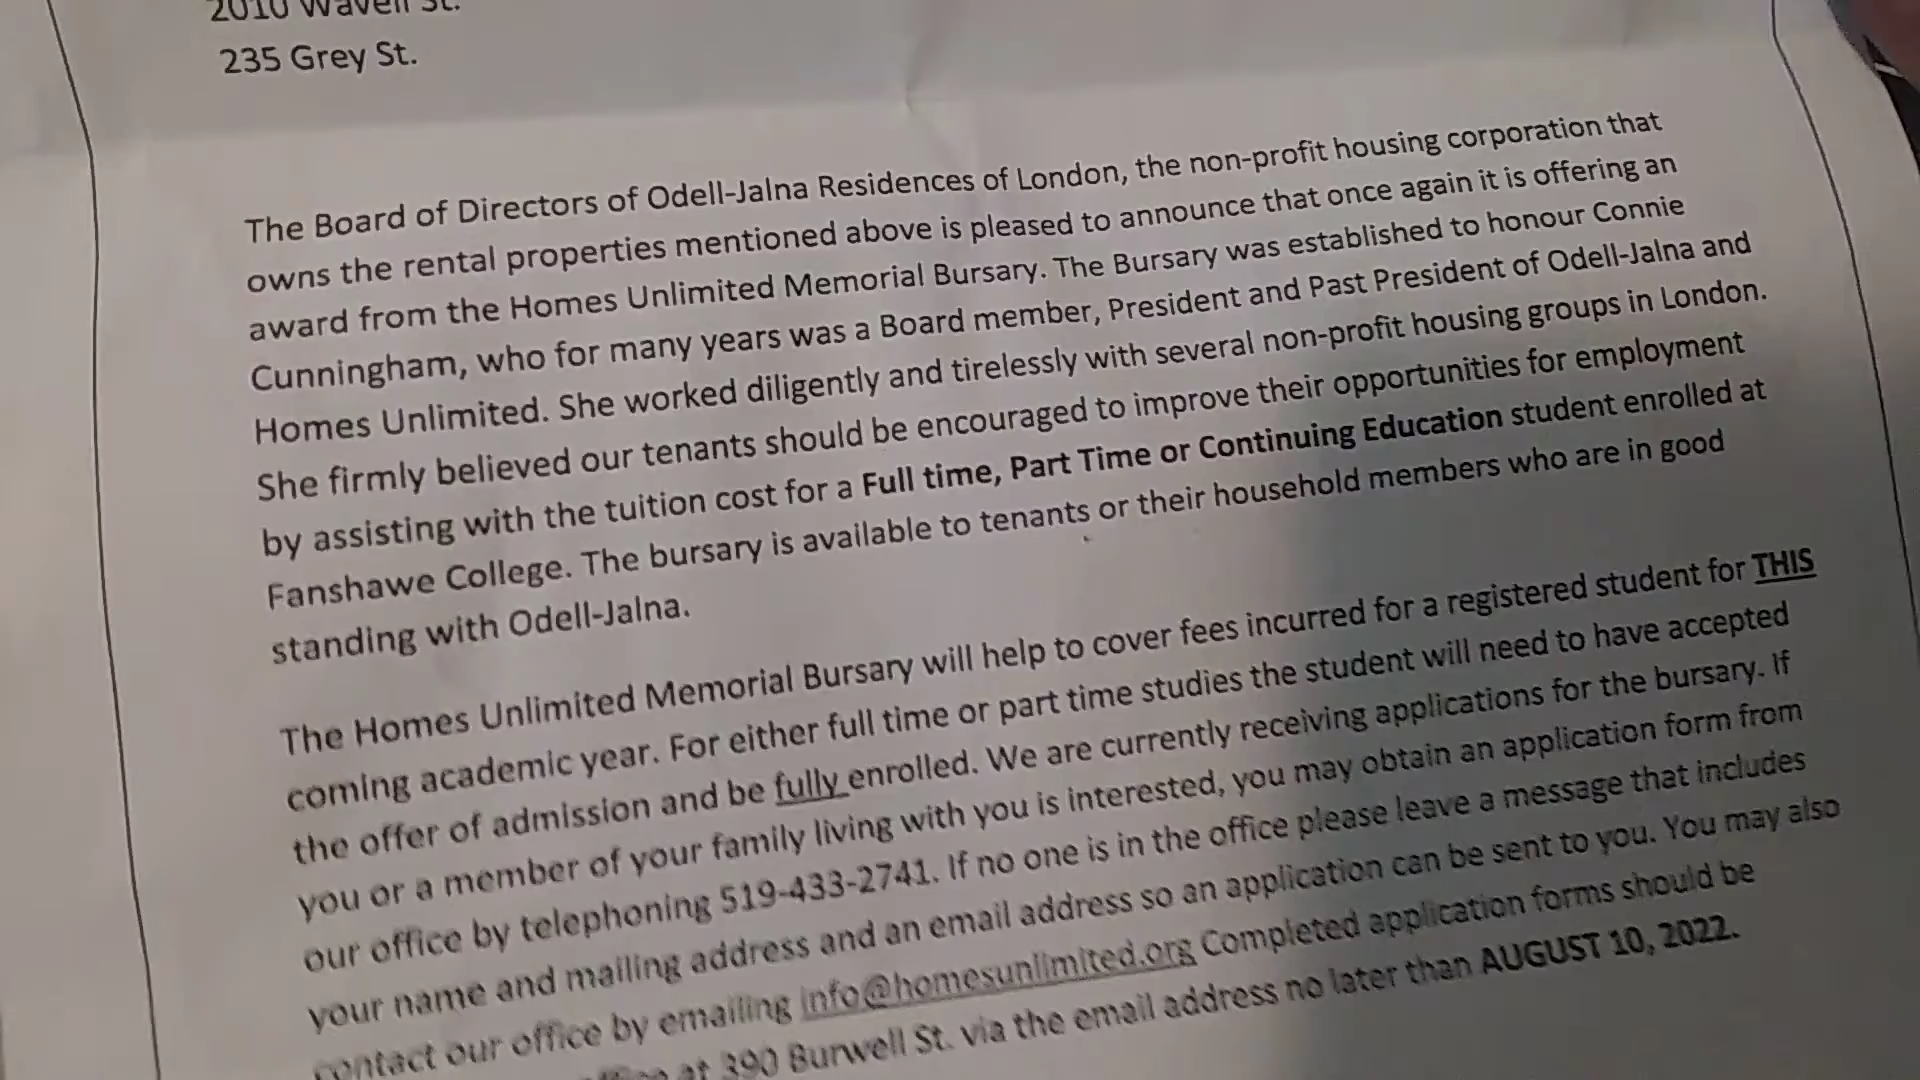 2010 Wavell St.
235 Grey St.
The Board of Directors of Odell-Jalna Residences of London, the non-profit housing corporation that
owns the rental properties mentioned above is pleased to announce that once again it is offering an
award from the Homes Unlimited Memorial Bursary. The Bursary was established to honour Connie
Cunningham, who for many years was a Board member, President and Past President of Odell-Jalna and
Homes Unlimited. She worked diligently and tirelessly with several non-profit housing groups in London.
She firmly believed our tenants should be encouraged to improve their opportunities for employment
by assisting with the tuition cost for a Full time, Part Time or Continuing Education student enrolled at
Fanshawe College. The bursary is available to tenants or their household members who are in good
standing with Odell-Jalna.
The Homes Unlimited Memorial Bursary will help to cover fees incurred for a registered student for THIS
coming academic year. For either full time or part time studies the student will need to have accepted
the offer of admission and be fully enrolled. We are currently receiving applications for the bursary. If
you or a member of your family living with you is interested, you may obtain an application form from
our office by telephoning 519-433-2741. If no one is in the office please leave a message that includes
your name and mailing address and an email address so an application can be sent to you. You may also
contact our office by emailing info@homesunlimited.org Completed application forms should be
at 390 Burwell St. via the email address no later than AUGUST 10, 2022.